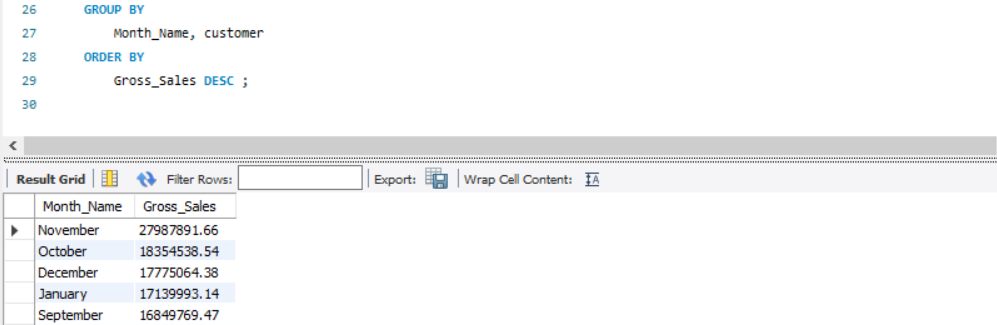 26 GROUP BY
27 Month_Name, customer
28 ORDER BY
29 Gross_Sales DESC ;
30
Result Grid Filter Rows: Export: Wrap Cell Content: IA
Month_Name Gross_Sales
November 27987891.66
October 18354538.54
December 17775064.38
January 17139993.14
September 16849769.47